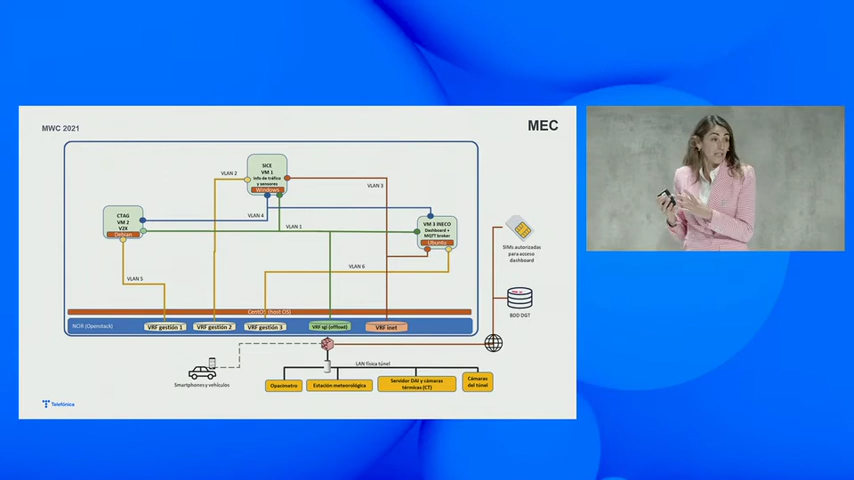 MWC 2021
MEC
SICE
VM 1
Info de tráfico
y sensores
Windows
VLAN 2
VLAN 3
CTAG
VM 2
V2X
Debian
VLAN 4
VLAN 1
VM 3 INECO
Dashboard +
MQTT broker
Ubuntu
VLAN 5
VLAN 6
SIMs autorizadas
para acceso
dashboard
BDD DGT
CentOS (host OS)
NCIR (Openstack)
VRF gestión 1
VRF gestión 2
VRF gestión 3
VRF sgi (offload)
VRF inet
LAN física túnel
Smartphones y vehículos
Opacímetro
Estación meteorológica
Servidor DAI y cámaras
térmicas (CT)
Cámaras
del túnel
Telefónica